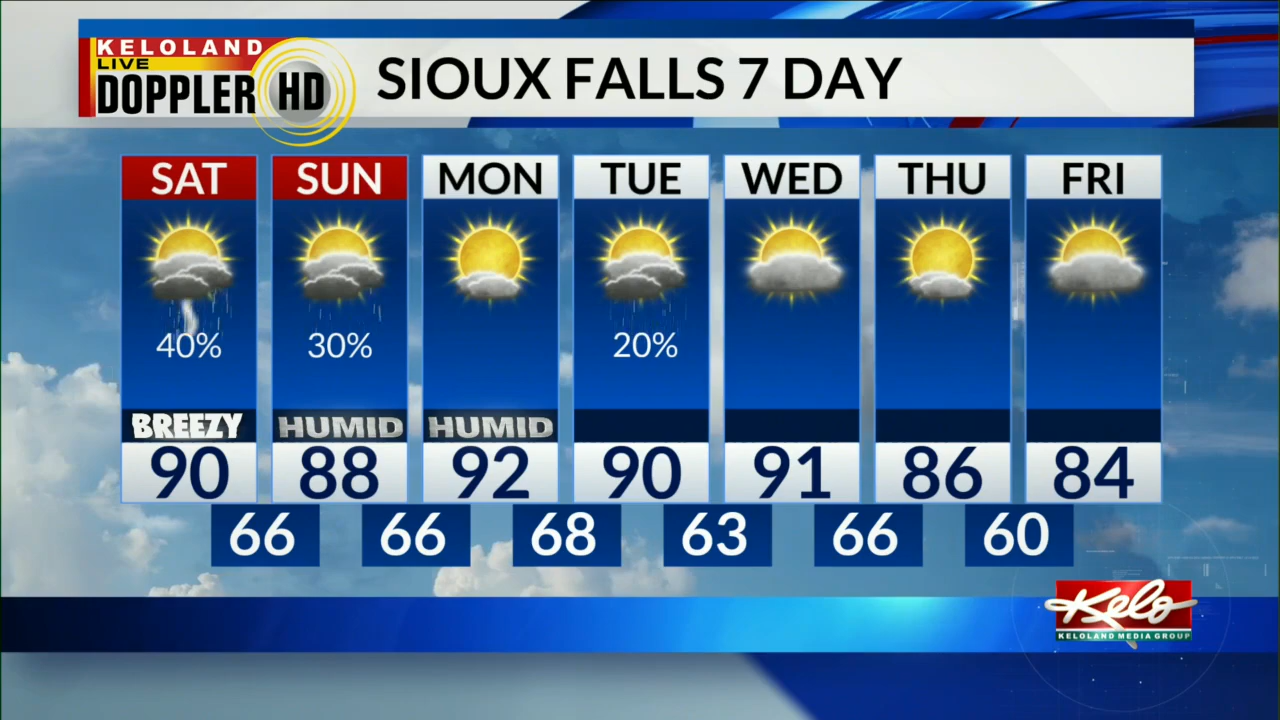 KELOLAND
LIVE
DOPPLER HD
SIOUX FALLS 7 DAY
SAT SUN MON TUE WED THU FRI
40% 30% 20%
BREEZY HUMID HUMID
90 88 92 90 91 86 84
66 66 68 63 66 60
Kelo
KELOLAND MEDIA GROUP